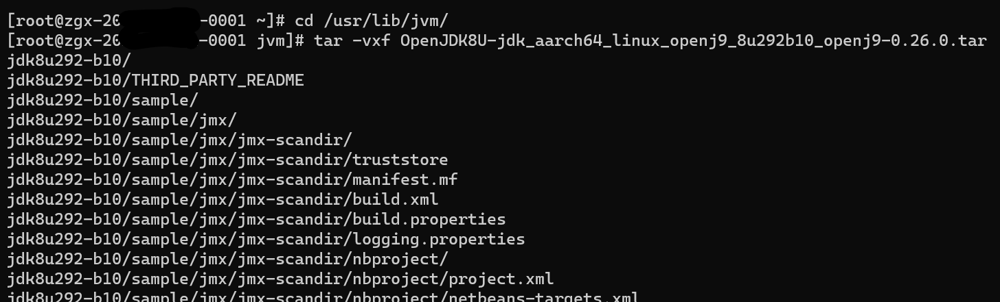 [root@zgx-20 -0001 ~]# cd /usr/lib/jvm/
[root@zgx-20 -0001 jvm]# tar -vxf OpenJDK8U-jdk_aarch64_linux_openj9_8u292b10_openj9-0.26.0.tar
jdk8u292-b10/
jdk8u292-b10/THIRD_PARTY_README
jdk8u292-b10/sample/
jdk8u292-b10/sample/jmx/
jdk8u292-b10/sample/jmx/jmx-scandir/
jdk8u292-b10/sample/jmx/jmx-scandir/truststore
jdk8u292-b10/sample/jmx/jmx-scandir/manifest.mf
jdk8u292-b10/sample/jmx/jmx-scandir/build.xml
jdk8u292-b10/sample/jmx/jmx-scandir/build.properties
jdk8u292-b10/sample/jmx/jmx-scandir/logging.properties
jdk8u292-b10/sample/jmx/jmx-scandir/nbproject/
jdk8u292-b10/sample/jmx/jmx-scandir/nbproject/project.xml
jdk8u292-b10/sample/jmx/jmx-scandir/nbproject/netbeans-targets.xml